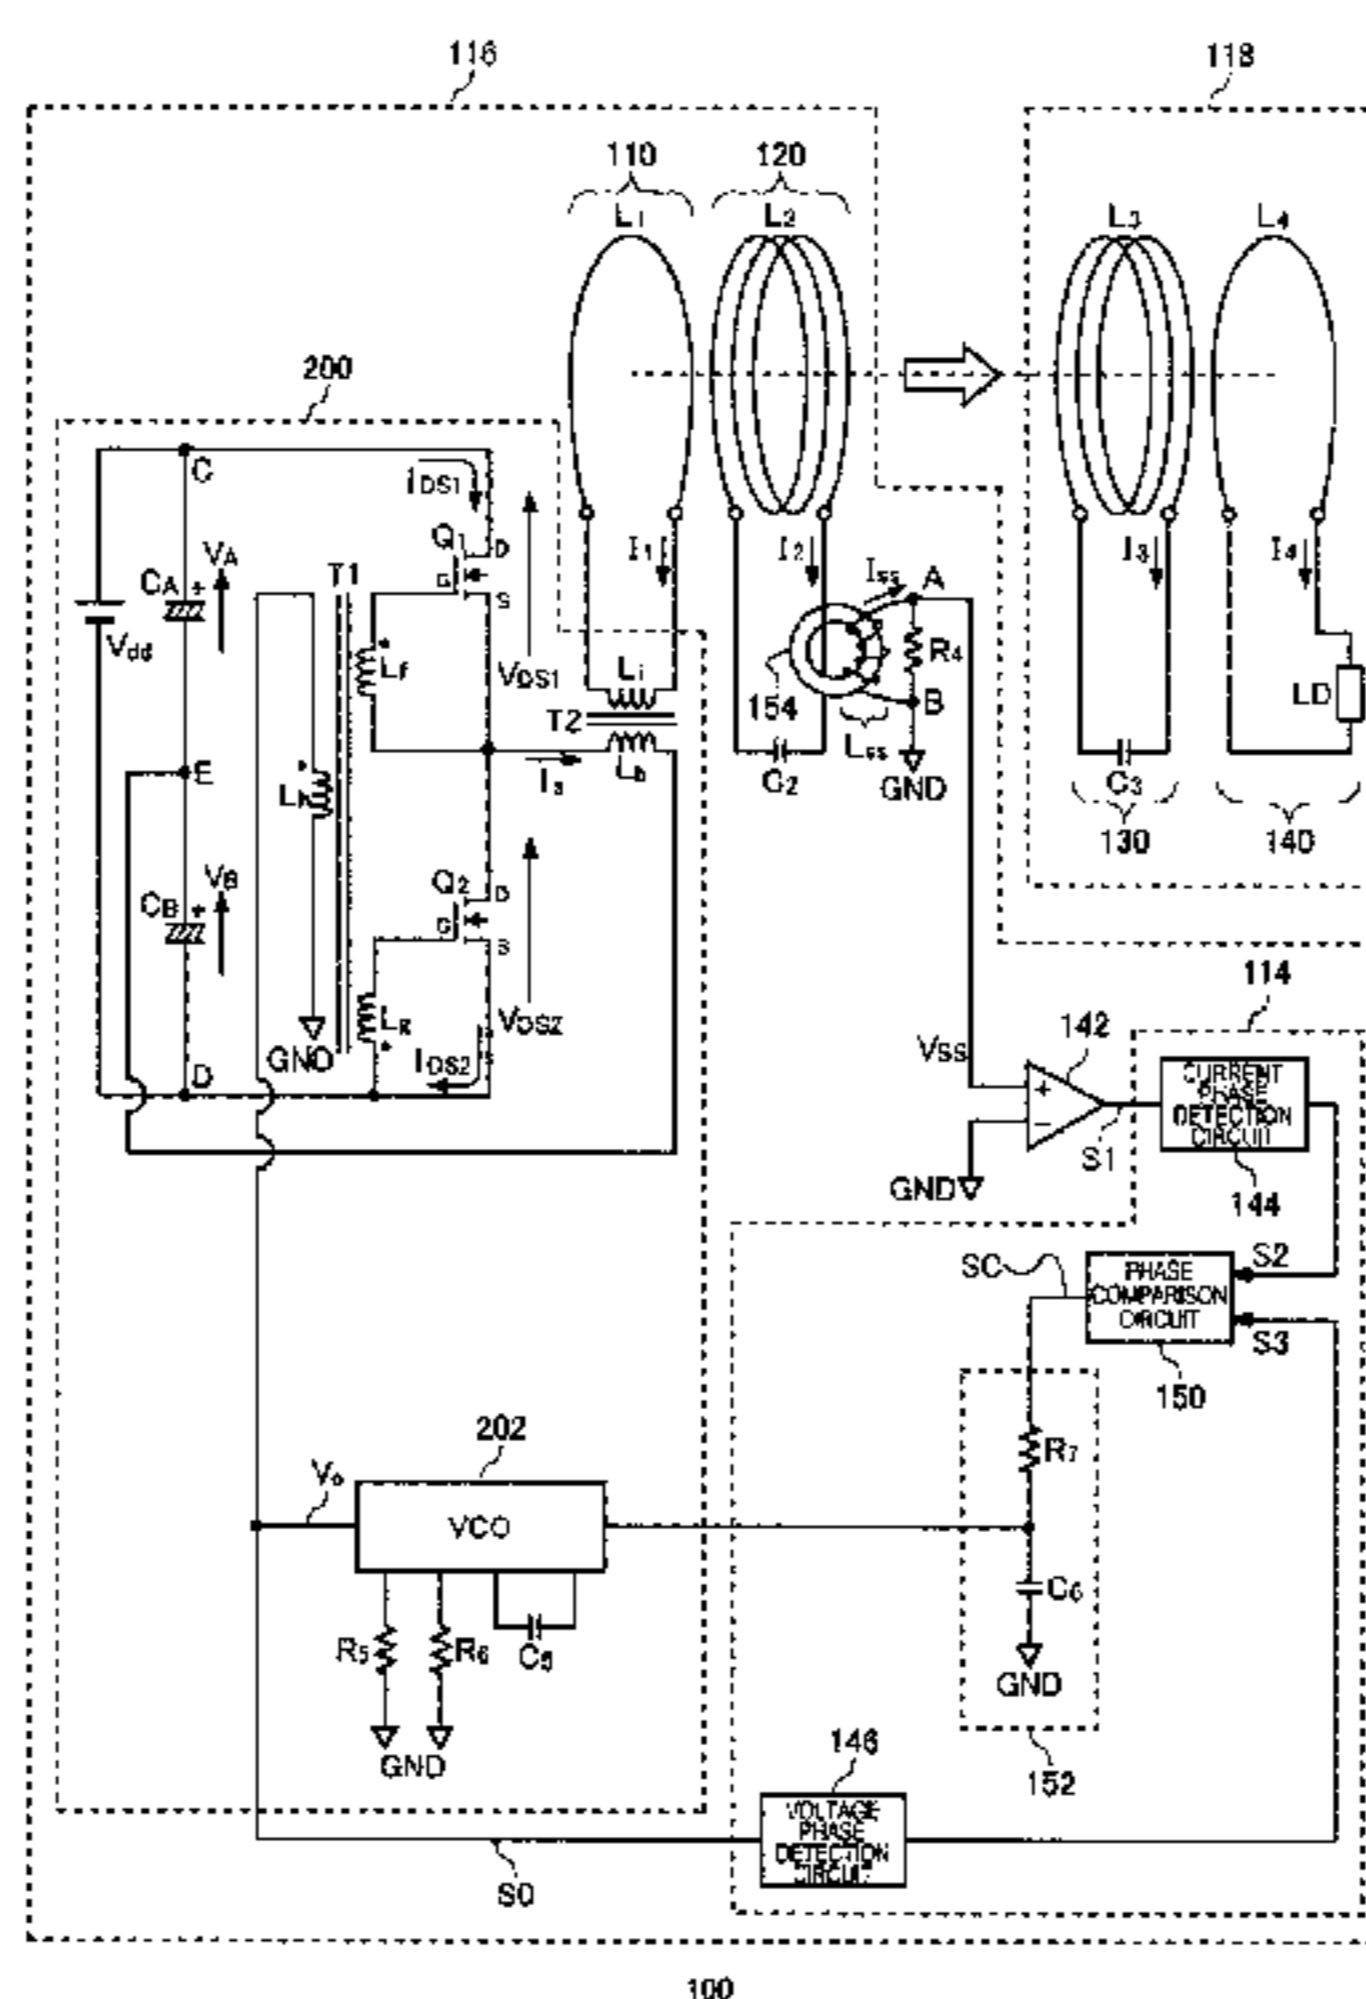 116
118
110
120
L1
L2
L3
L4
200
C
IDS1
I1
I2
I3
I4
Iss
A
VA
CA
+
T1
Q1
D
G
S
Vdd
Lf
VDS1
Li
R4
LD
154
T2
B
Lss
E
Is
Lb
C2
GND
C3
130
140
VB
CB
+
Q2
D
G
S
114
Lg
VDS2
142
GND
IDS2
VSS
D
+
−
CURRENT
PHASE
DETECTION
CIRCUIT
S1
GND
144
SC
S2
PHASE
COMPARISON
CIRCUIT
S3
150
202
R7
Vo
VCO
C6
R5
R6
C5
GND
GND
146
152
VOLTAGE
PHASE
DETECTION
CIRCUIT
S0
100